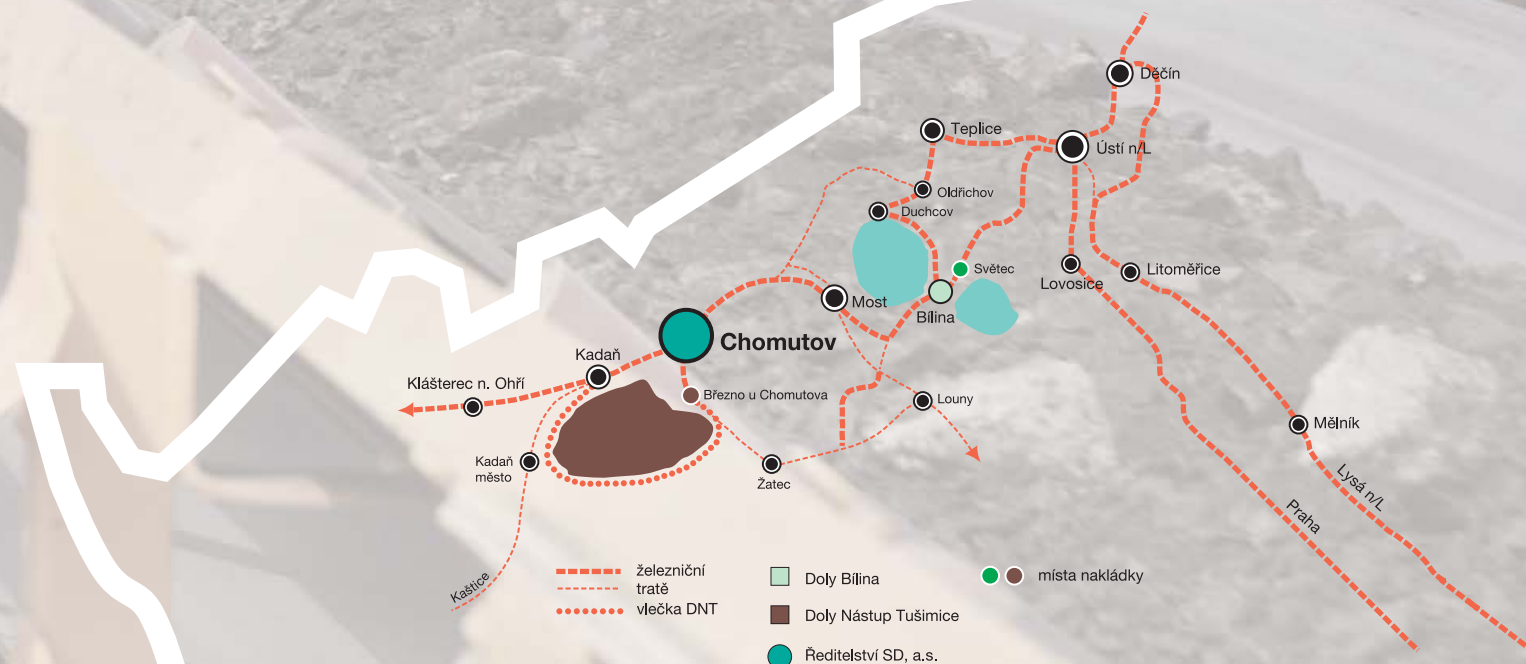 Děčín
Teplice
Ústí n/L
Oldřichov
Duchcov
Světec
Litoměřice
Lovosice
Most
Bílina
Chomutov
Kadaň
Klášterec n. Ohří
Březno u Chomutova
Louny
Mělník
Kadaň
město
Žatec
Lysá n/L
Praha
Kaštice
železniční
tratě
vlečka DNT
Doly Bílina
Doly Nástup Tušimice
Ředitelství SD, a.s.
místa nakládky